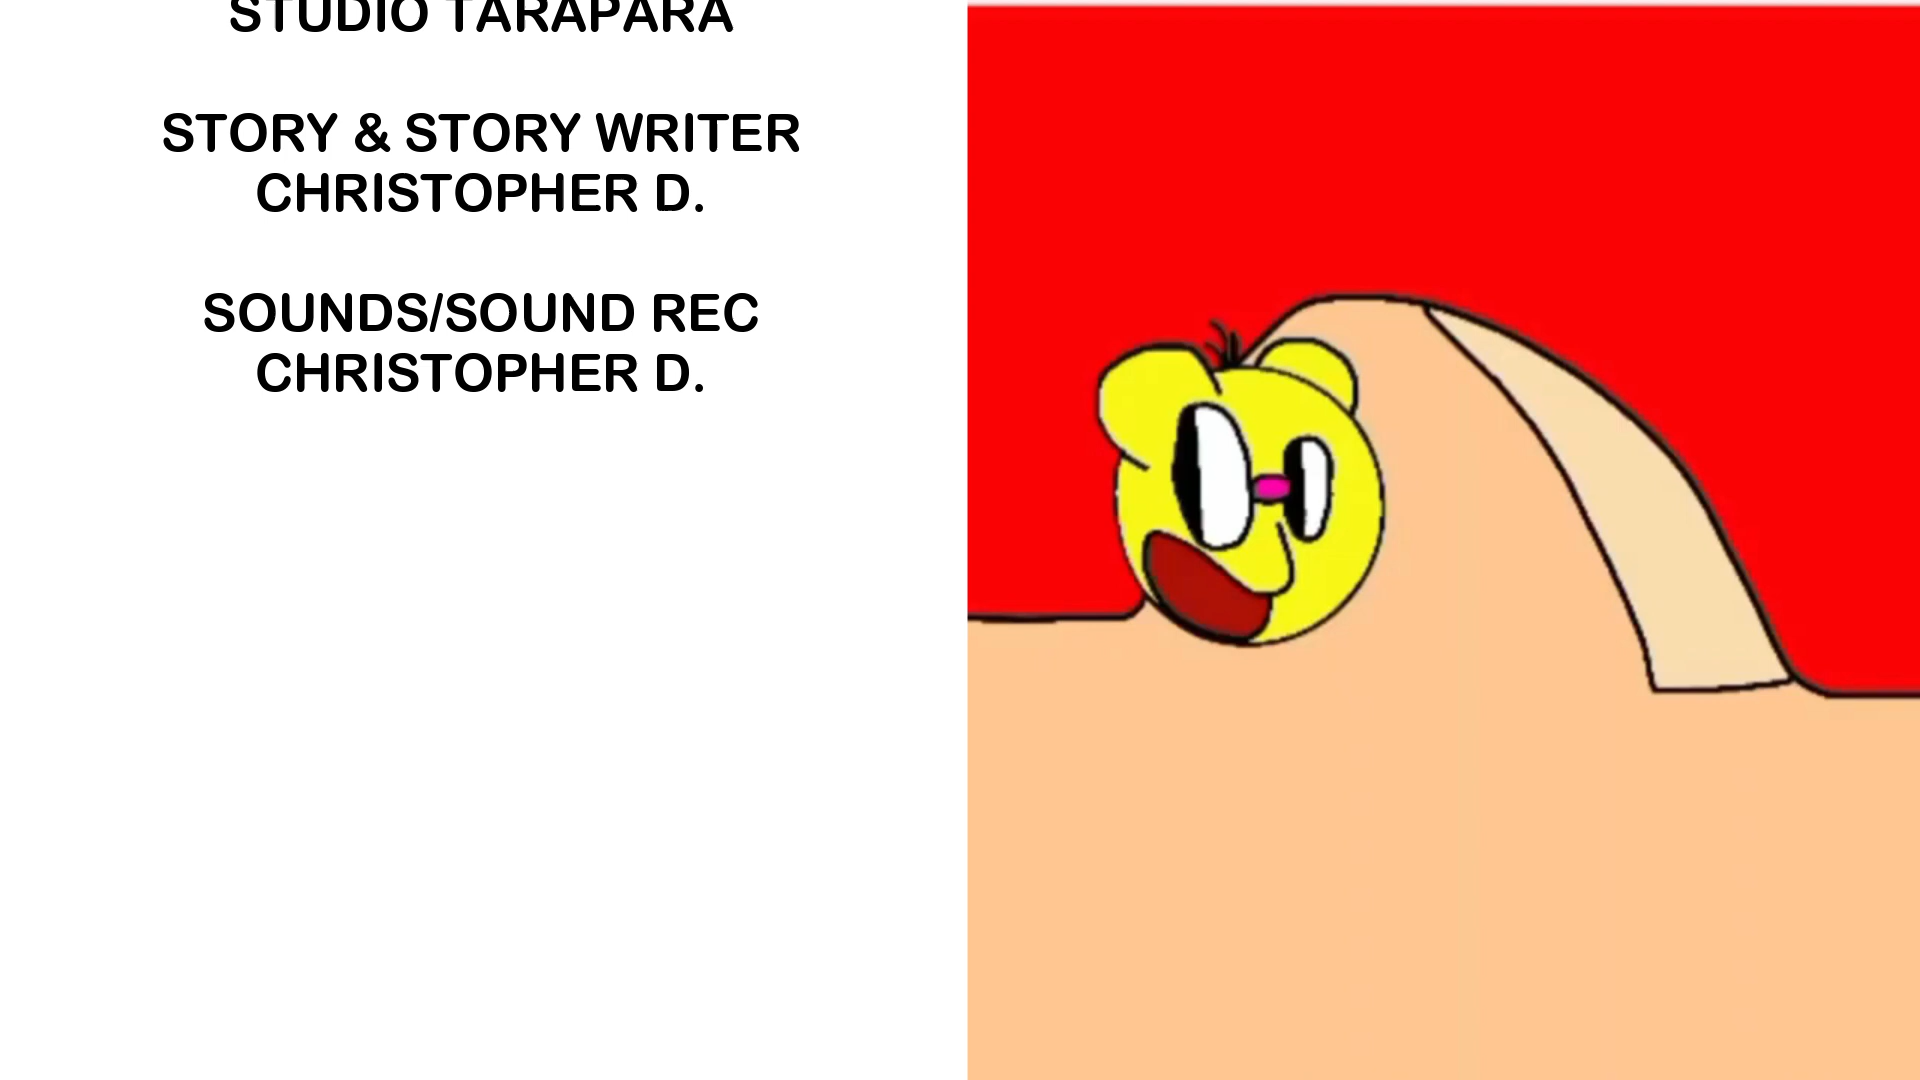 STUDIO TARAPARA
STORY & STORY WRITER
CHRISTOPHER D.
SOUNDS/SOUND REC
CHRISTOPHER D.